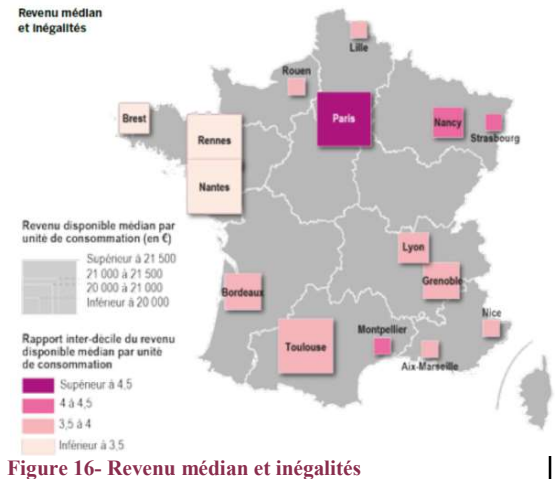 Revenu médian
et inégalités
Lille
Rouen
Brest
Rennes
Paris
Nancy
Strasbourg
Nantes
Revenu disponible médian par
unité de consommation (en €)
Supérieur à 21 500
21 000 à 21 500
20 000 à 21 000
Inférieur à 20 000
Lyon
Grenoble
Bordeaux
Nice
Montpellier
Toulouse
Aix-Marseille
Rapport inter-décile du revenu
disponible médian par unité
de consommation
Supérieur à 4,5
4 à 4,5
3,5 à 4
Inférieur à 3,5
Figure 16- Revenu médian et inégalités